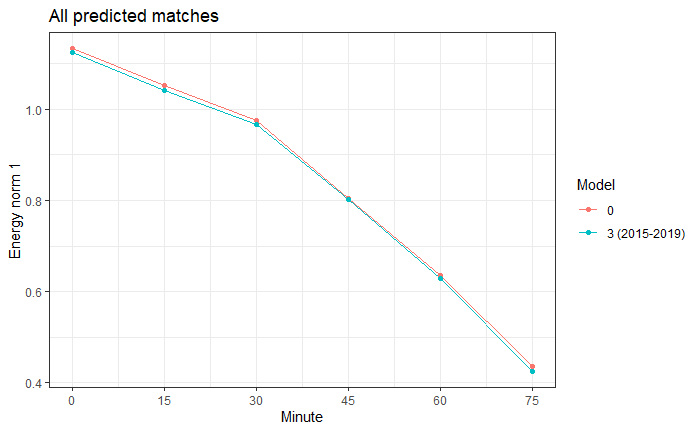 All predicted matches
Energy norm 1
1.0
0.8
0.6
0.4
0 15 30 45 60 75
Minute
Model
0
3 (2015-2019)